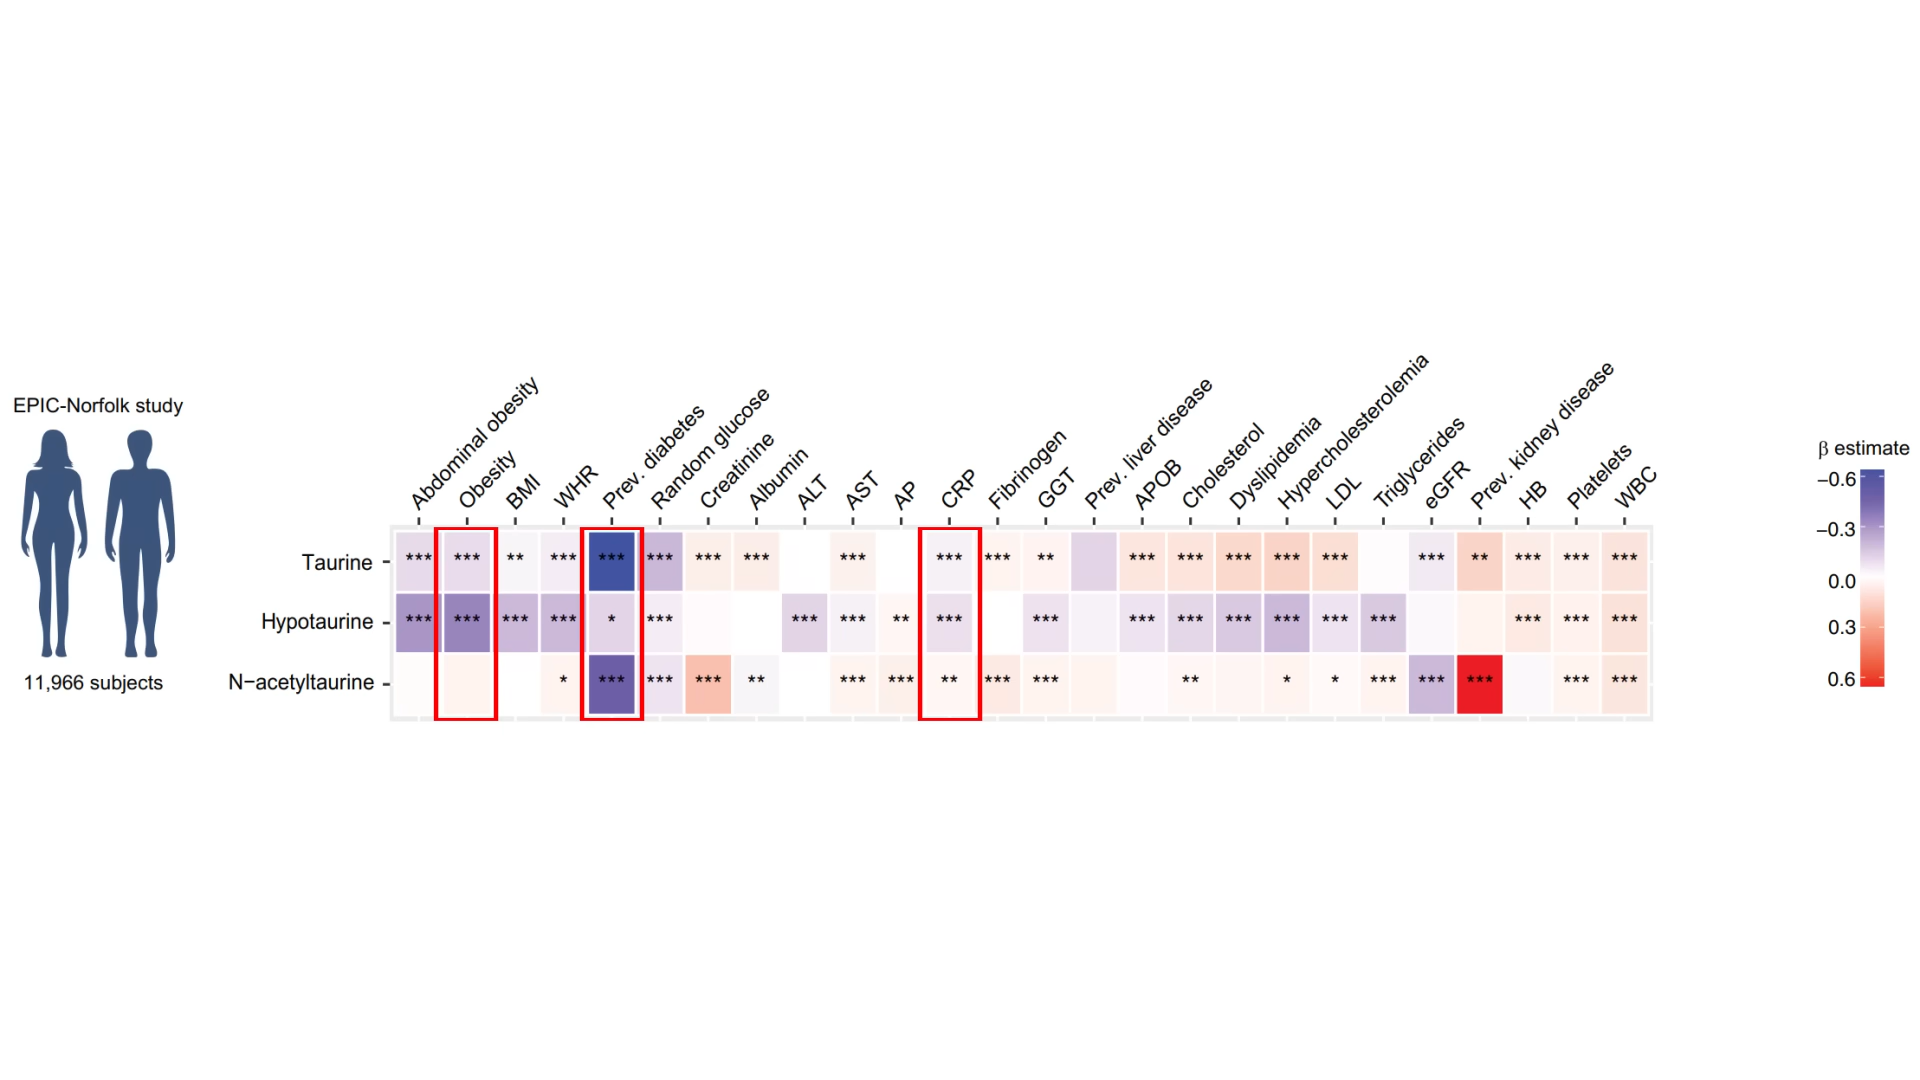 EPIC-Norfolk study
11,966 subjects
Abdominal obesity
Obesity
BMI
WHR
Prev. diabetes
Random glucose
Creatinine
Albumin
ALT
AST
AP
CRP
Fibrinogen
GGT
Prev. liver disease
APOB
Cholesterol
Dyslipidemia
Hypercholesterolemia
LDL
Triglycerides
eGFR
Prev. kidney disease
HB
Platelets
WBC
Taurine *** *** ** *** *** *** *** *** *** *** *** ** *** *** *** *** *** *** ** *** *** ***
Hypotaurine *** *** *** *** * *** *** *** ** *** *** *** *** *** *** *** *** *** *** ***
N−acetyltaurine * *** *** *** ** *** *** ** *** *** ** * * *** *** *** *** ***
β estimate
−0.6
−0.3
0.0
0.3
0.6